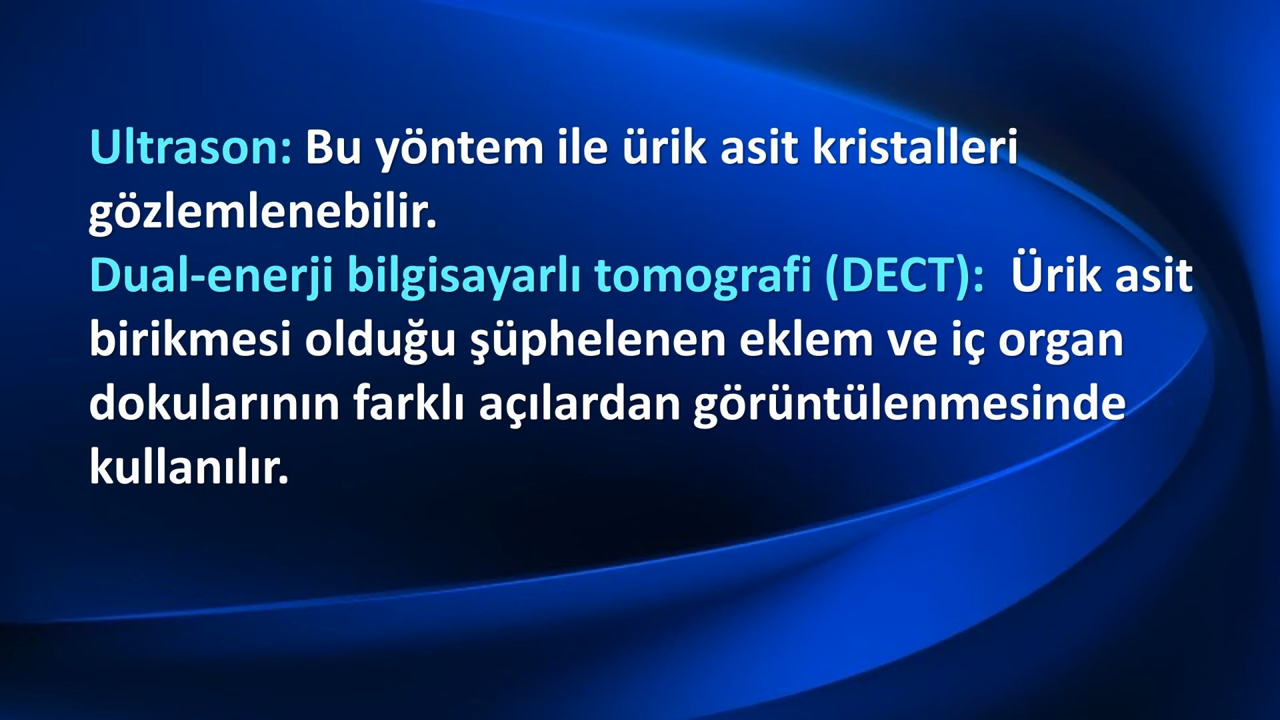 Ultrason: Bu yöntem ile ürik asit kristalleri
gözlemlenebilir.
Dual-enerji bilgisayarlı tomografi (DECT):  Ürik asit
birikmesi olduğu şüphelenen eklem ve iç organ
dokularının farklı açılardan görüntülenmesinde
kullanılır.